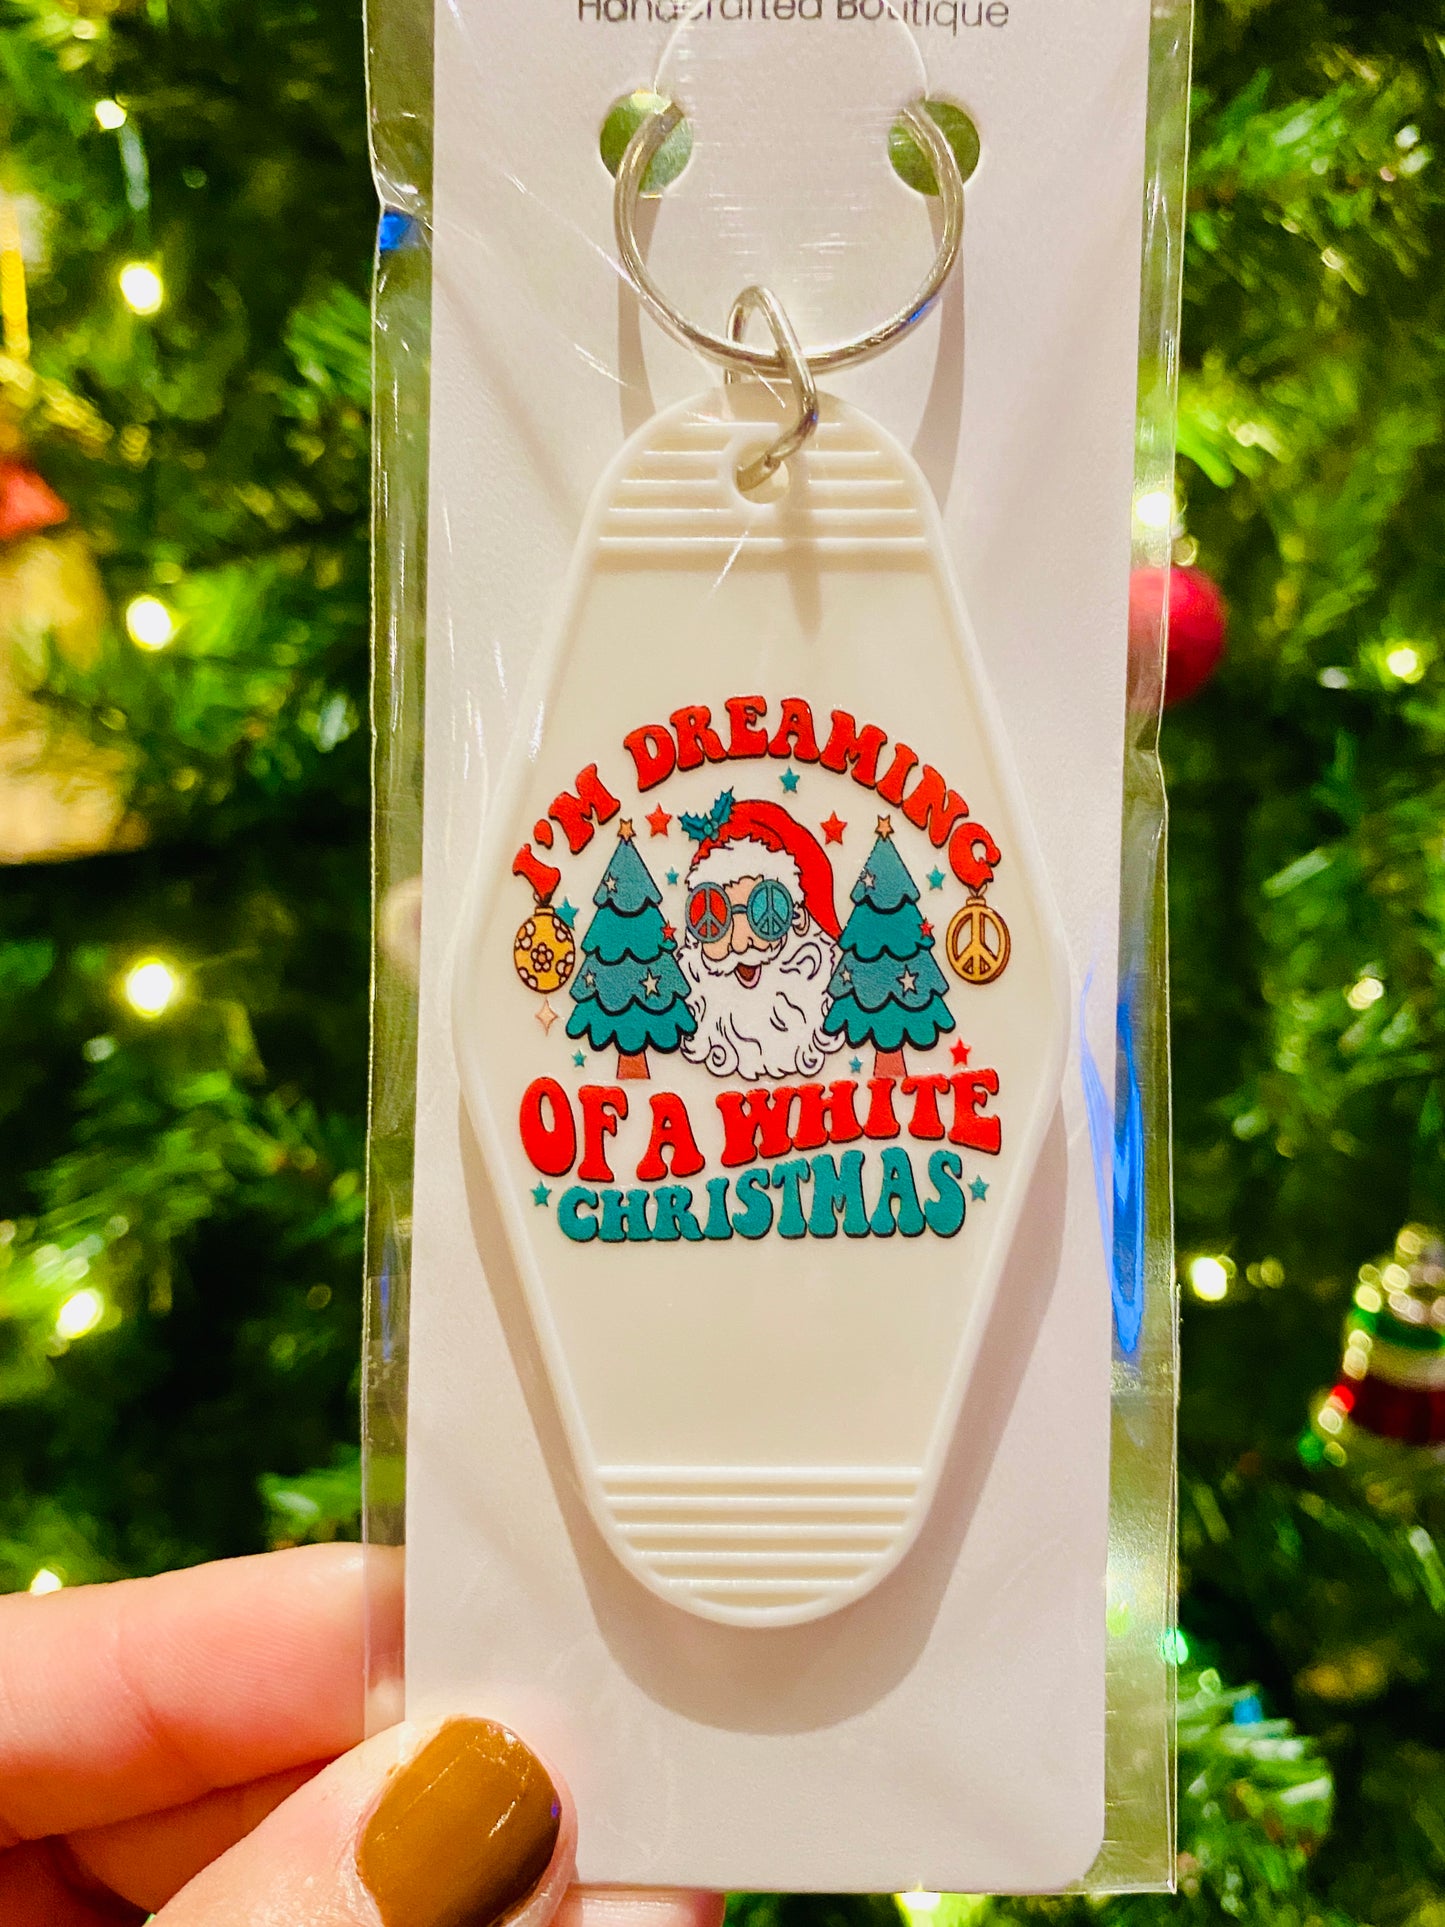 Handcrafted Boutique
I'M DREAMING
OF A WHITE
CHRISTMAS